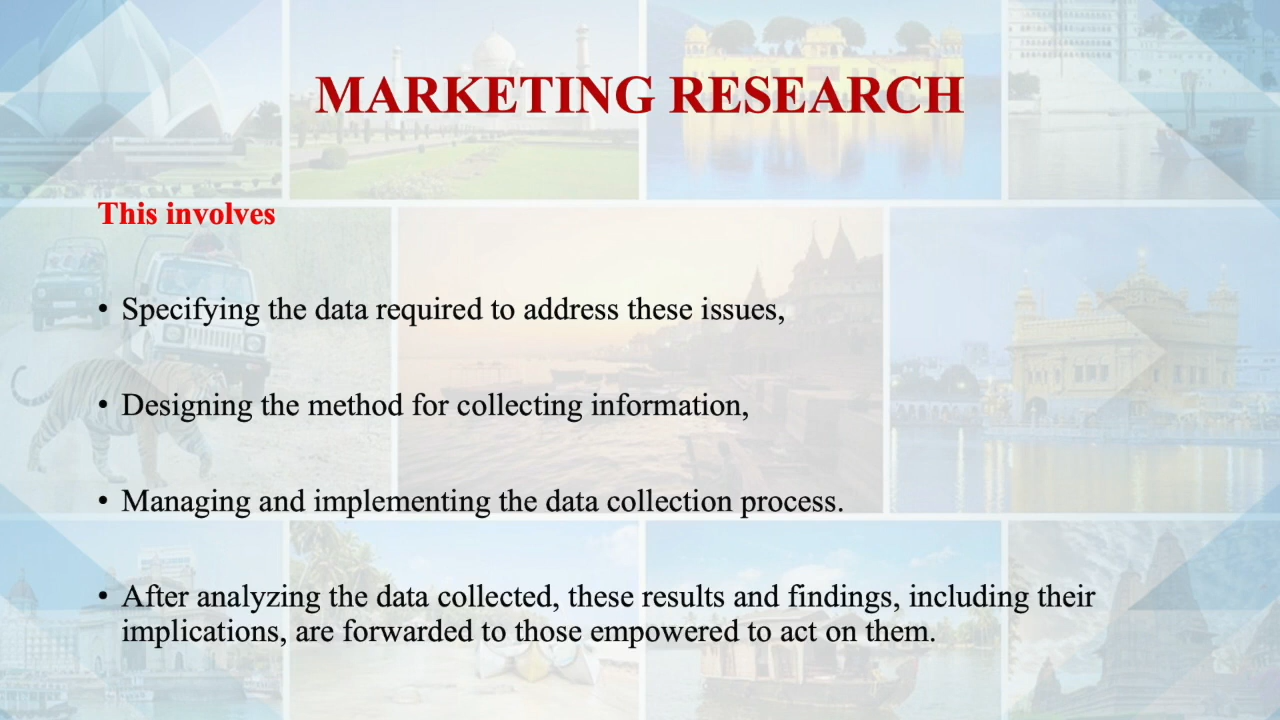 MARKETING RESEARCH
This involves
• Specifying the data required to address these issues,
• Designing the method for collecting information,
• Managing and implementing the data collection process.
• After analyzing the data collected, these results and findings, including their
implications, are forwarded to those empowered to act on them.